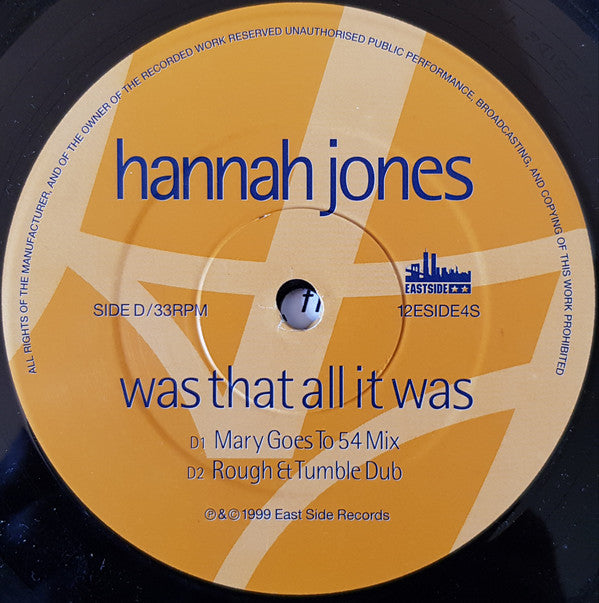 ALL RIGHTS OF THE MANUFACTURER, AND OF THE OWNER OF THE RECORDED WORK RESERVED UNAUTHORISED PUBLIC PERFORMANCE, BROADCASTING, AND COPYING OF THIS WORK PROHIBITED
hannah jones
EASTSIDE ★★
SIDE D/33RPM
12ESIDE4S
was that all it was
D1 Mary Goes To 54 Mix
D2 Rough & Tumble Dub
℗ & © 1999 East Side Records